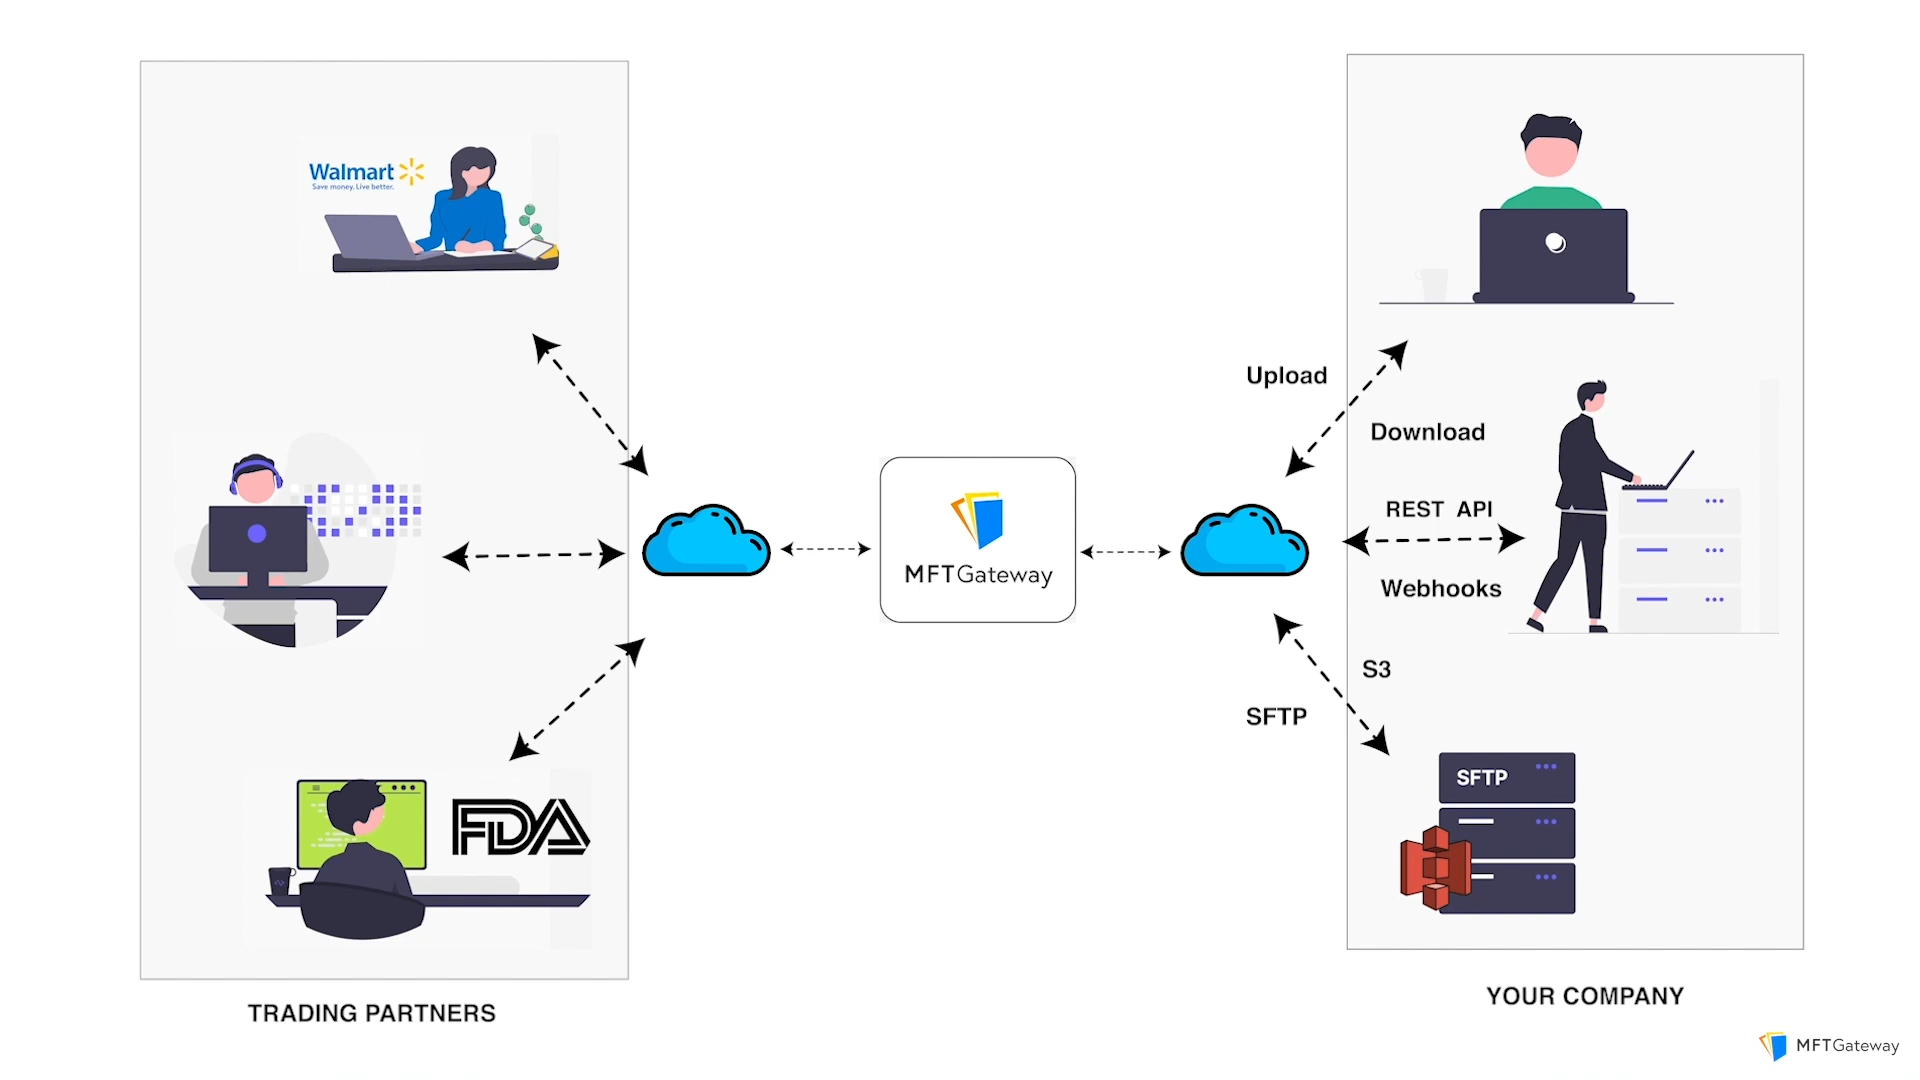 Walmart
Save money. Live better.
FDA
TRADING PARTNERS
MFTGateway
Upload
Download
REST API
Webhooks
S3
SFTP
SFTP
YOUR COMPANY
MFTGateway